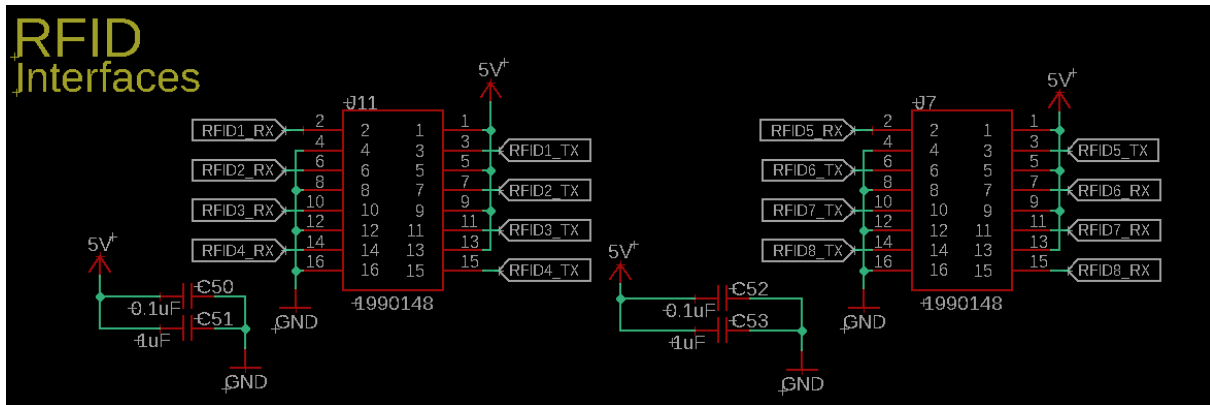 RFID
Interfaces
5V
J11
RFID1_RX 2 2 1 1
4 4 3 3 RFID1_TX
RFID2_RX 6 6 5 5
8 8 7 7 RFID2_TX
RFID3_RX 10 10 9 9
12 12 11 11 RFID3_TX
RFID4_RX 14 14 13 13
16 16 15 15 RFID4_TX
1990148
GND
5V
C50
0.1uF
C51
1uF
GND
5V
J7
RFID5_RX 2 2 1 1
4 4 3 3 RFID5_TX
RFID6_TX 6 6 5 5
8 8 7 7 RFID6_RX
RFID7_TX 10 10 9 9
12 12 11 11 RFID7_RX
RFID8_TX 14 14 13 13
16 16 15 15 RFID8_RX
1990148
GND
5V
C52
0.1uF
C53
1uF
GND